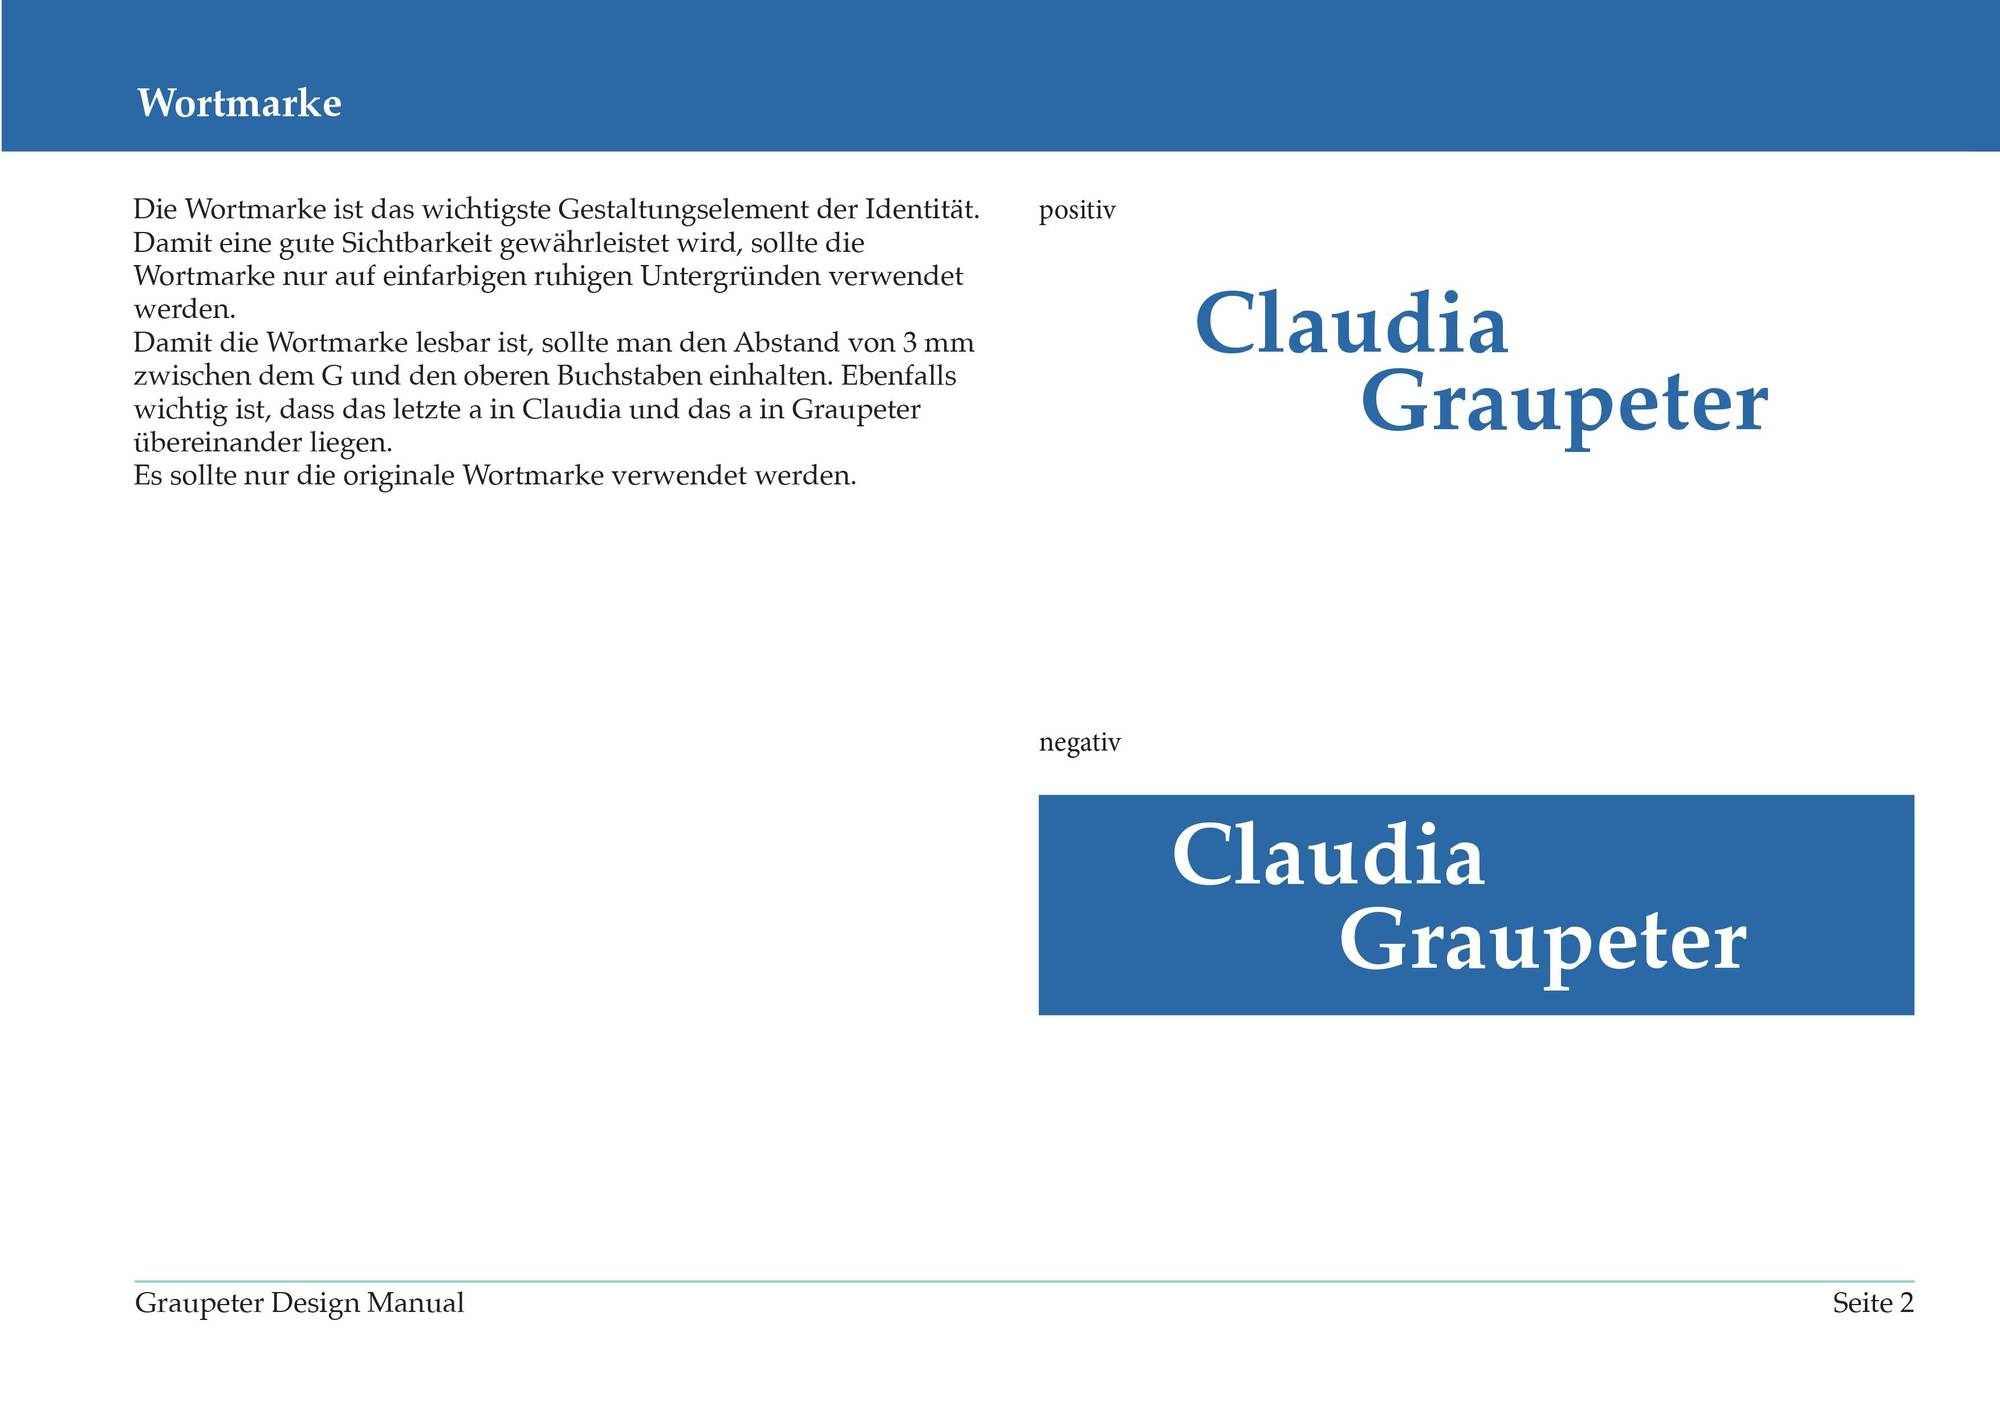 Wortmarke
Die Wortmarke ist das wichtigste Gestaltungselement der Identität.
Damit eine gute Sichtbarkeit gewährleistet wird, sollte die
Wortmarke nur auf einfarbigen ruhigen Untergründen verwendet
werden.
Damit die Wortmarke lesbar ist, sollte man den Abstand von 3 mm
zwischen dem G und den oberen Buchstaben einhalten. Ebenfalls
wichtig ist, dass das letzte a in Claudia und das a in Graupeter
übereinander liegen.
Es sollte nur die originale Wortmarke verwendet werden.
positiv
Claudia
Graupeter
negativ
Claudia
Graupeter
Graupeter Design Manual
Seite 2